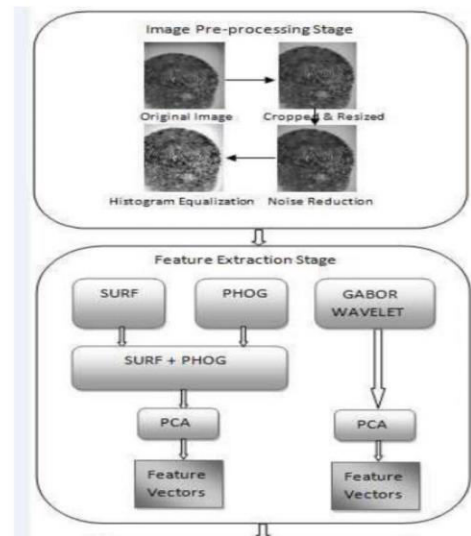 Image Pre-processing Stage
Original Image
Cropped & Resized
Histogram Equalization
Noise Reduction
Feature Extraction Stage
SURF
PHOG
GABOR
WAVELET
SURF + PHOG
PCA
PCA
Feature
Vectors
Feature
Vectors